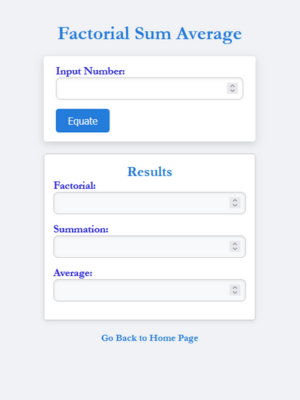 Factorial Sum Average
Input Number:
Equate
Results
Factorial:
Summation:
Average:
Go Back to Home Page